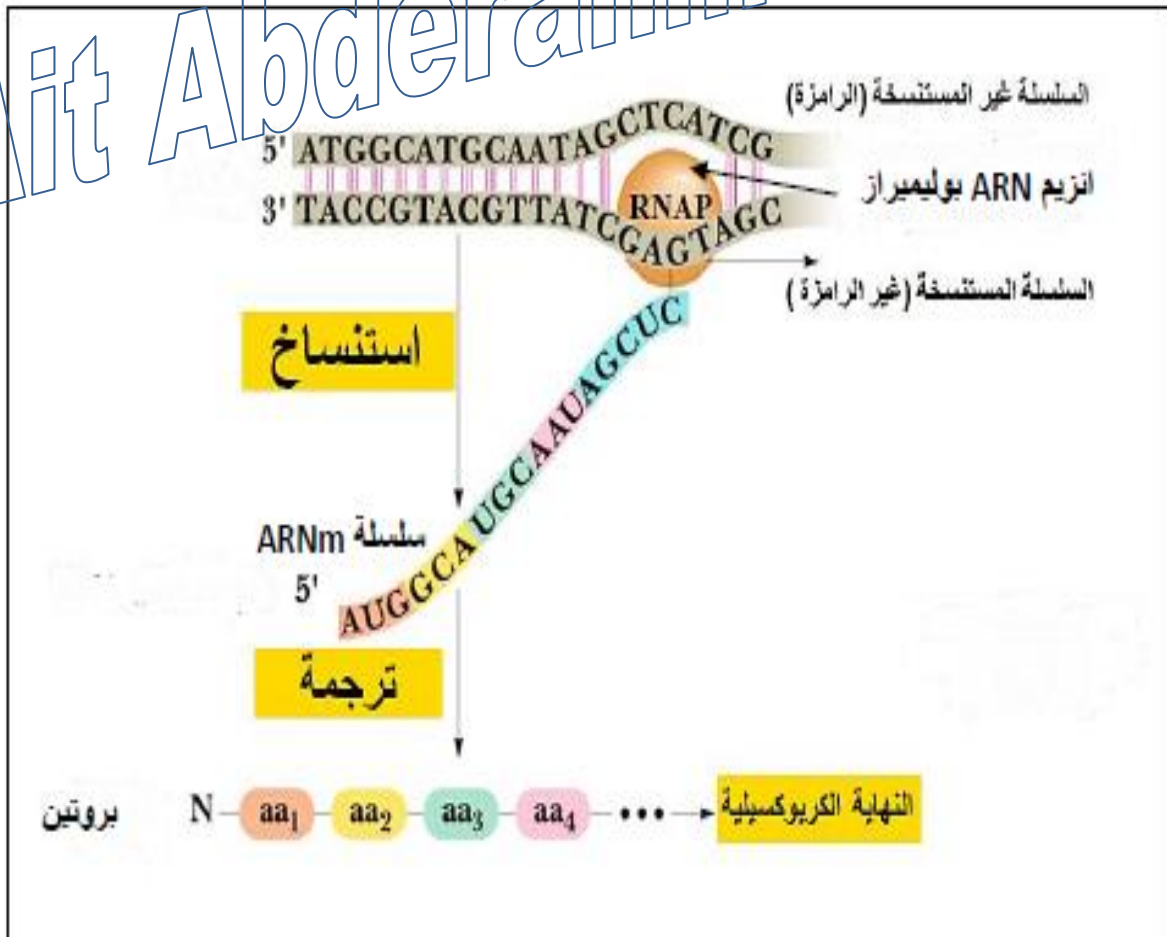 Ait Abderahm
السلسلة غير المستنسخة (الرامزة)
5' ATGGCATGCAATAGCTCATCG
انزيم ARN بوليميراز
3' TACCGTACGTTATCGAGTAGC
RNAP
السلسلة المستنسخة (غير الرامزة )
استنساخ
سلسلة ARNm
5'
AUGGCAUGCAAUAGCUC
ترجمة
بروتين
N aa1 aa2 aa3 aa4 •••
النهاية الكربوكسيلية